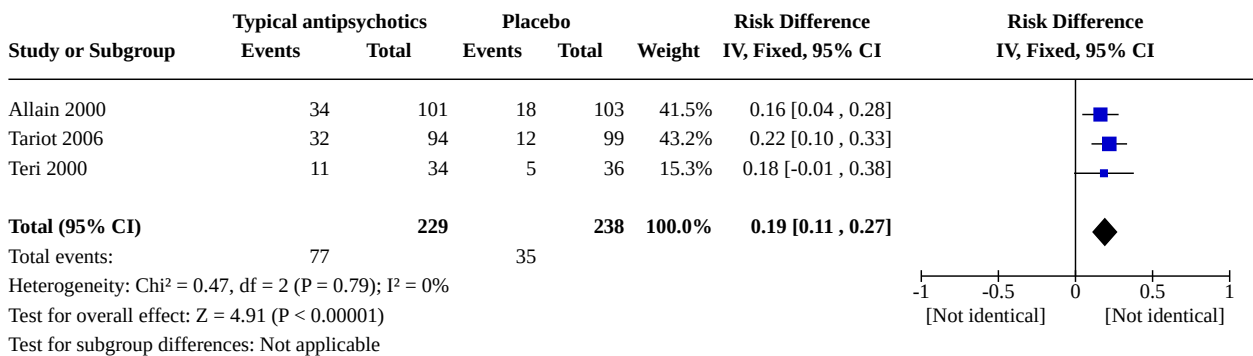 Typical antipsychotics Placebo Risk Difference Risk Difference
Study or Subgroup Events Total Events Total Weight IV, Fixed, 95% CI IV, Fixed, 95% CI
Allain 2000 34 101 18 103 41.5% 0.16 [0.04 , 0.28]
Tariot 2006 32 94 12 99 43.2% 0.22 [0.10 , 0.33]
Teri 2000 11 34 5 36 15.3% 0.18 [-0.01 , 0.38]
Total (95% CI) 229 238 100.0% 0.19 [0.11 , 0.27]
Total events: 77 35
Heterogeneity: Chi² = 0.47, df = 2 (P = 0.79); I² = 0%
-1 -0.5 0 0.5 1
Test for overall effect: Z = 4.91 (P < 0.00001) [Not identical] [Not identical]
Test for subgroup differences: Not applicable